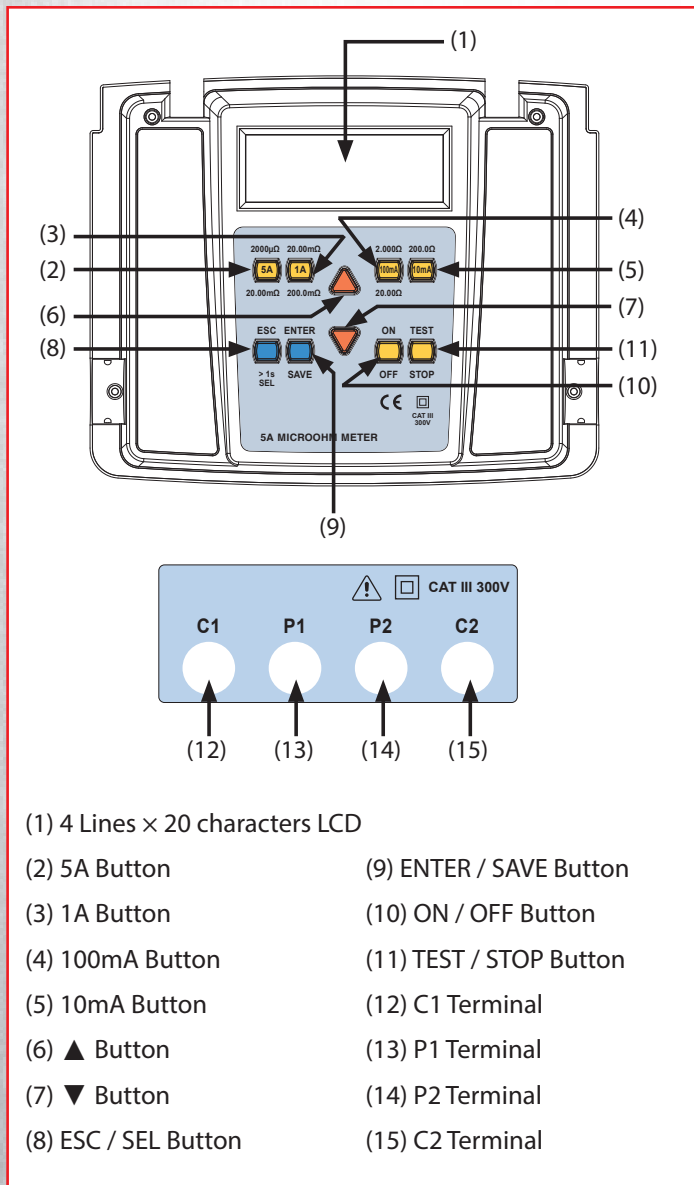 (1)
(3)
(4)
2000μΩ 20.00mΩ 2.000Ω 200.0Ω
(2) 5A 1A 100mA 10mA (5)
20.00mΩ 200.0mΩ 20.00Ω
(6)
(7)
ESC ENTER ON TEST
(8)
(11)
> 1s SAVE OFF STOP
SEL
(10)
CE
CAT III
300V
5A MICROOHM METER
(9)
CAT III 300V
C1 P1 P2 C2
(12) (13) (14) (15)
(1) 4 Lines × 20 characters LCD
(2) 5A Button
(3) 1A Button
(4) 100mA Button
(5) 10mA Button
(6) ▲ Button
(7) ▼ Button
(8) ESC / SEL Button
(9) ENTER / SAVE Button
(10) ON / OFF Button
(11) TEST / STOP Button
(12) C1 Terminal
(13) P1 Terminal
(14) P2 Terminal
(15) C2 Terminal